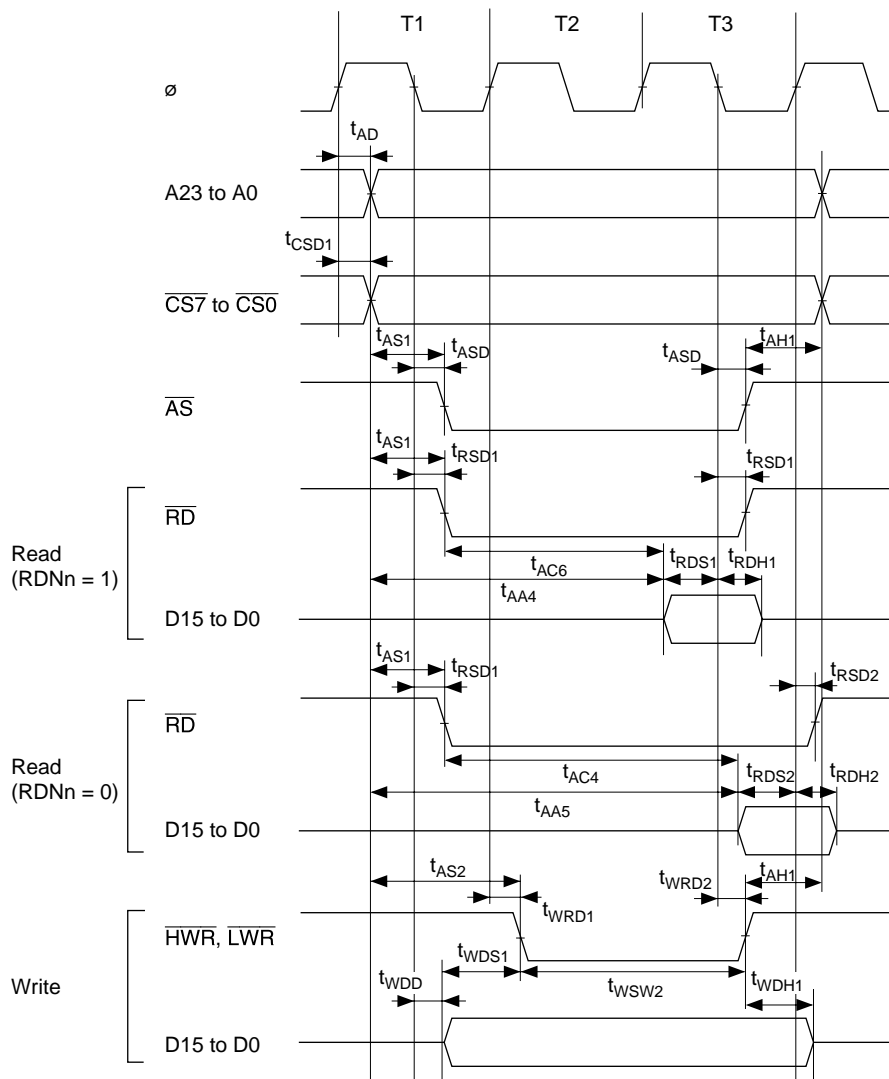 T1 T2 T3
ø
tAD
A23 to A0
tCSD1
CS7 to CS0
tAS1 tASD tASD tAH1
AS
tAS1 tRSD1 tRSD1
RD
Read
(RDNn = 1)
tAC6 tRDS1 tRDH1
tAA4
D15 to D0
tAS1 tRSD1 tRSD2
RD
Read
(RDNn = 0)
tAC4 tRDS2 tRDH2
tAA5
D15 to D0
tAS2 tWRD1 tWRD2 tAH1
HWR, LWR
Write
tWDD tWDS1 tWSW2 tWDH1
D15 to D0